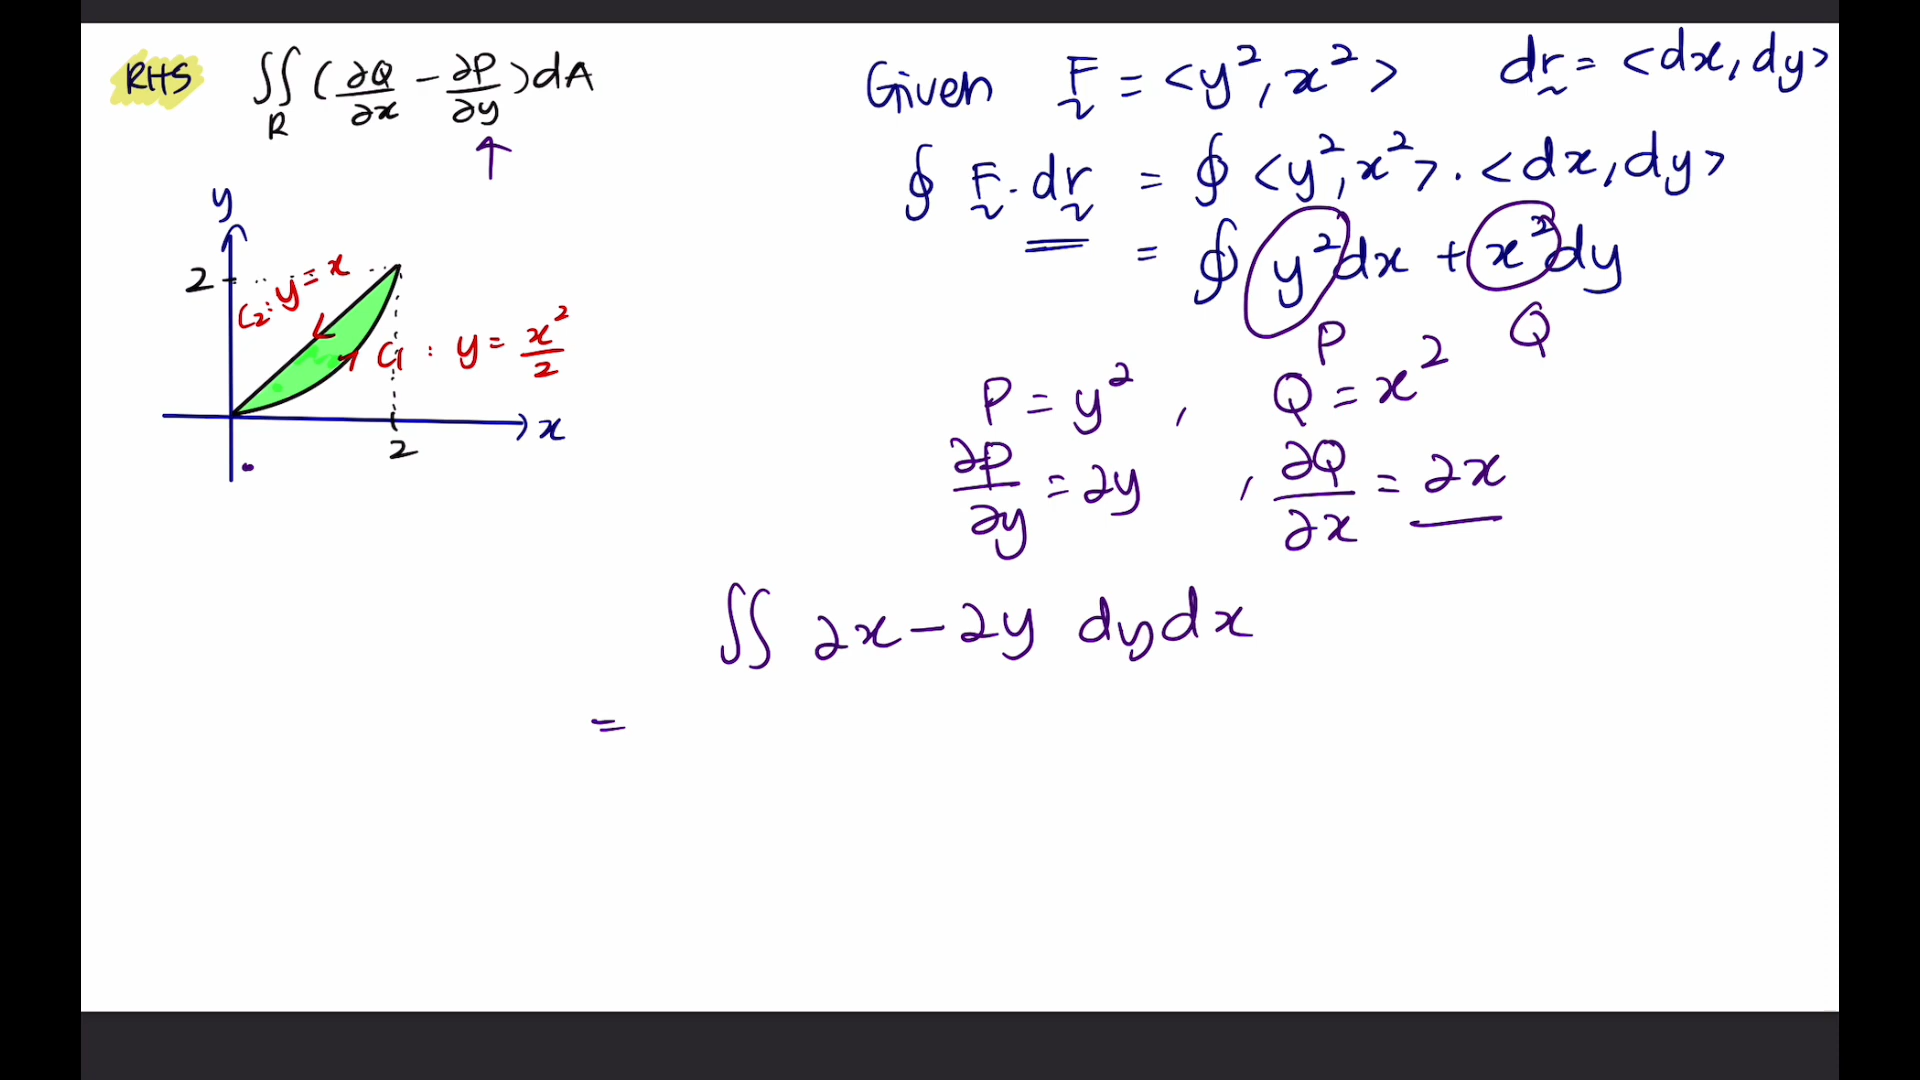 RHS ∬_R (∂Q/∂x − ∂P/∂y) dA
↑
y
2
C₂: y = x
C₁ : y = x²/2
x
2
Given F̰ = <y², x²> dr̰ = <dx, dy>
∮ F̰ · dr̰ = ∮ <y², x²> · <dx, dy>
= ∮ y² dx + x² dy
P Q
P = y² , Q = x²
∂P/∂y = 2y , ∂Q/∂x = 2x
∬ 2x − 2y dy dx
=